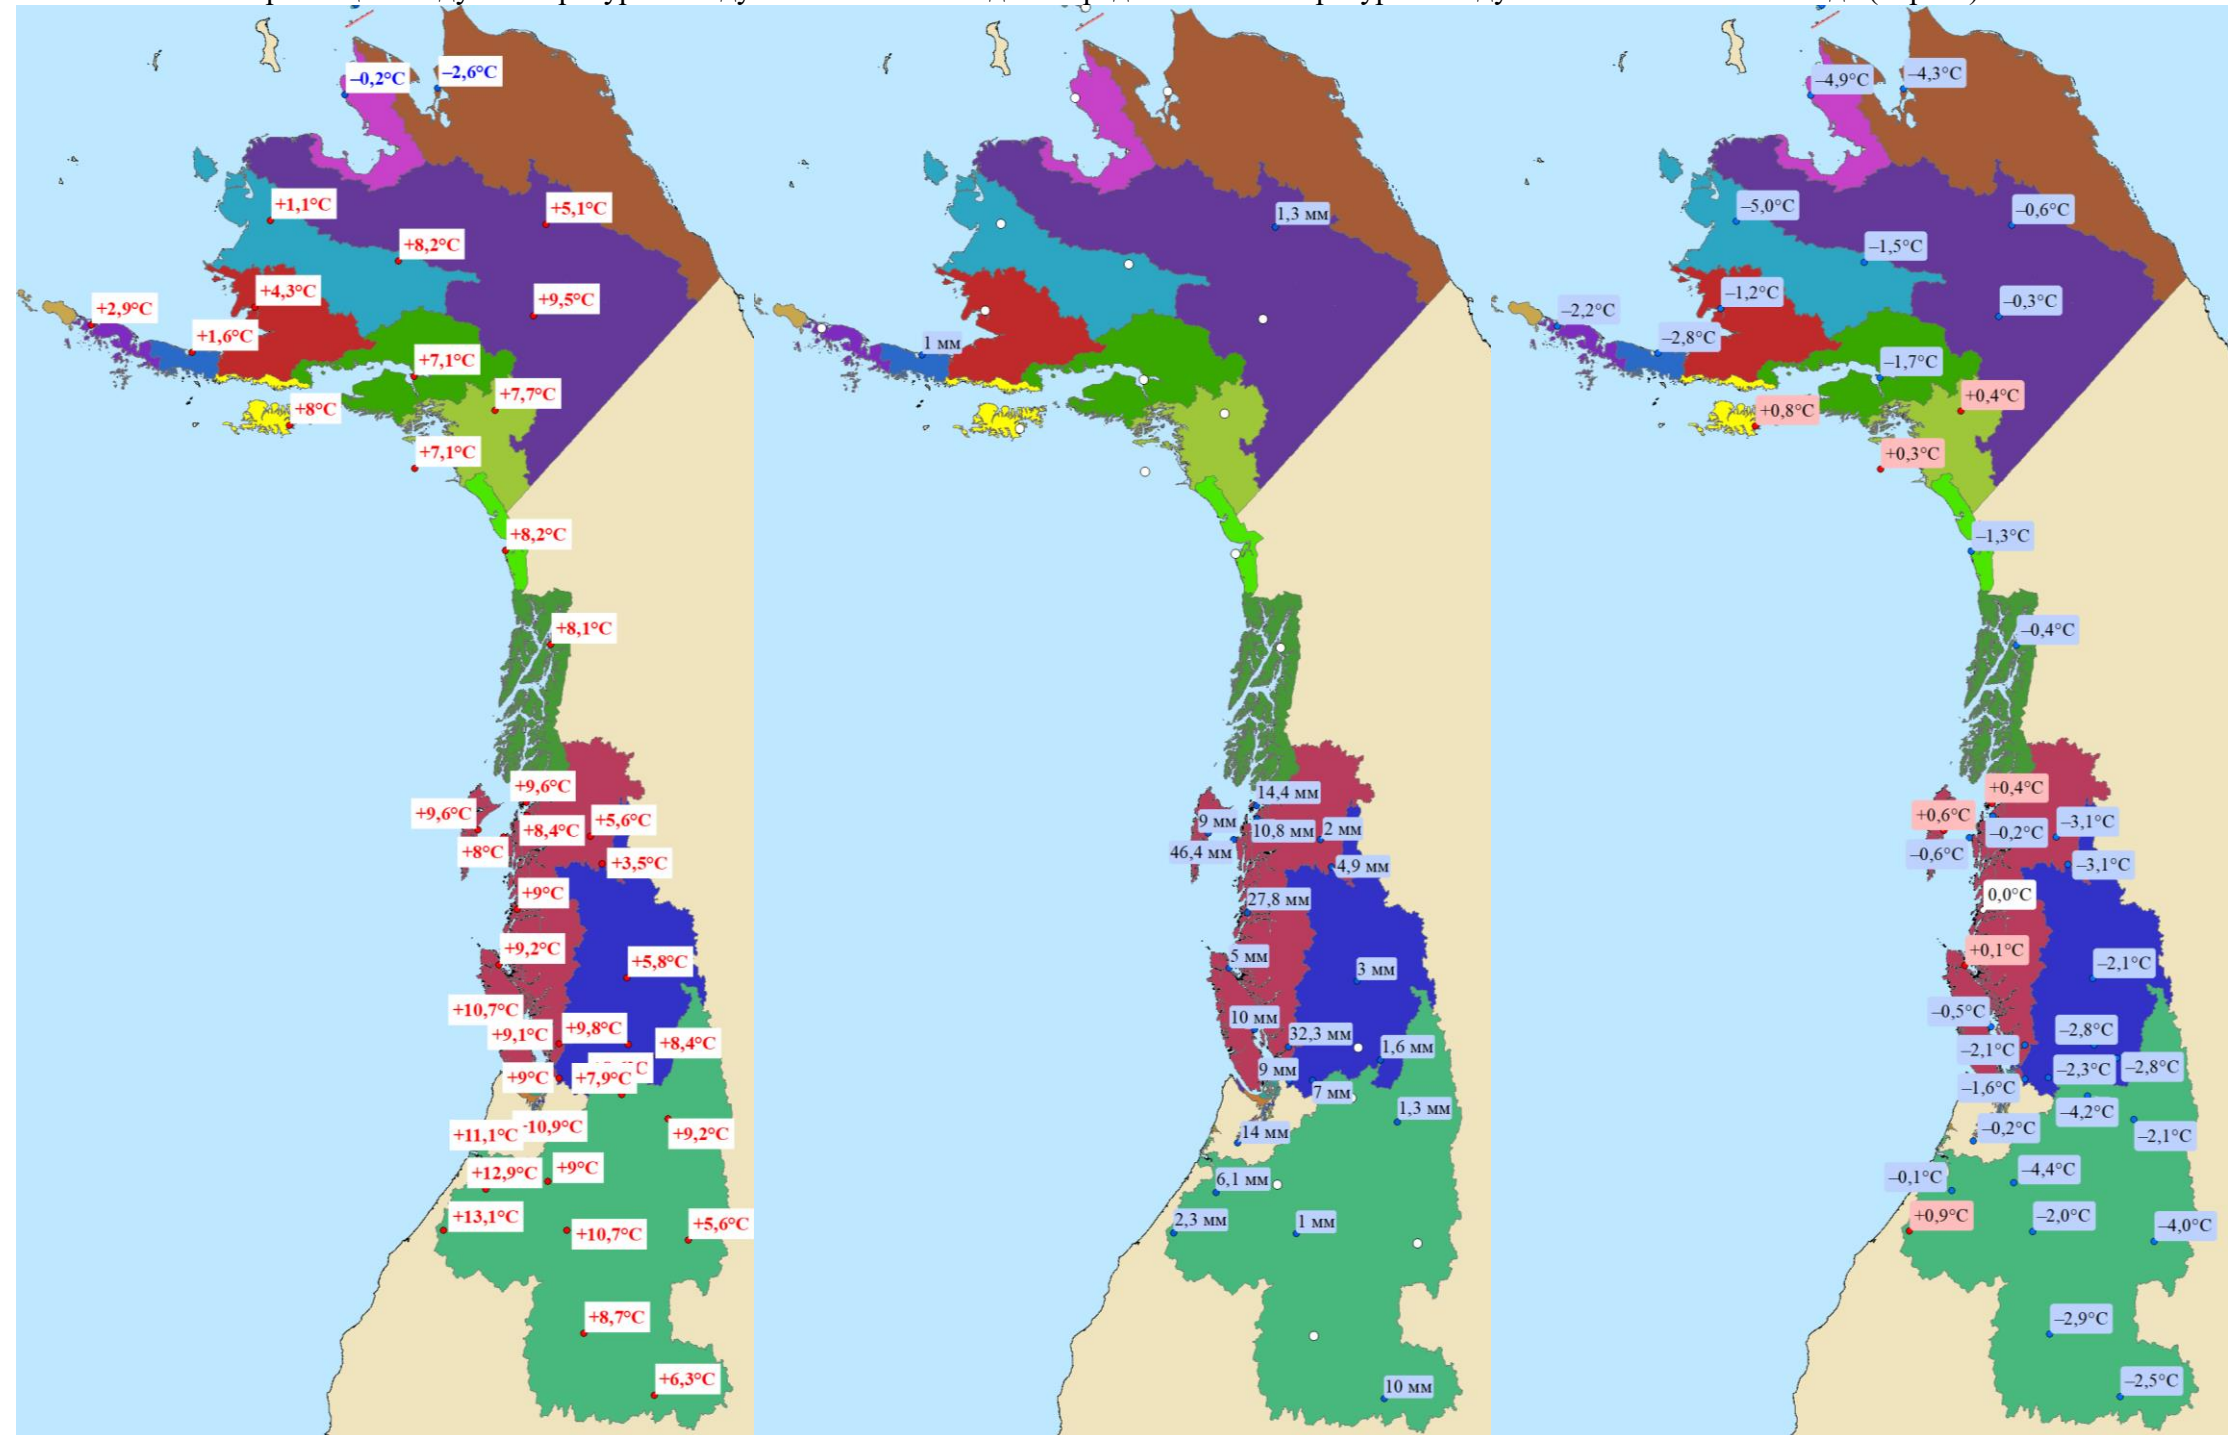 –0,2°C
–2,6°C
+1,1°C
+5,1°C
+8,2°C
+4,3°C
+9,5°C
+2,9°C
+1,6°C
+7,1°C
+7,7°C
+8°C
+7,1°C
+8,2°C
+8,1°C
+9,6°C
+9,6°C
+8,4°C
+5,6°C
+8°C
+3,5°C
+9°C
+9,2°C
+5,8°C
+10,7°C
+9,1°C
+9,8°C
+8,4°C
+9°C
+7,9°C
+11,1°C
10,9°C
+9,2°C
+12,9°C
+9°C
+13,1°C
+10,7°C
+5,6°C
+8,7°C
+6,3°C
1,3 мм
1 мм
14,4 мм
9 мм
10,8 мм
2 мм
46,4 мм
4,9 мм
27,8 мм
5 мм
3 мм
10 мм
32,3 мм
1,6 мм
9 мм
7 мм
1,3 мм
14 мм
6,1 мм
2,3 мм
1 мм
10 мм
–4,9°C
–4,3°C
–5,0°C
–0,6°C
–1,5°C
–1,2°C
–0,3°C
–2,2°C
–2,8°C
–1,7°C
+0,4°C
+0,8°C
+0,3°C
–1,3°C
–0,4°C
+0,4°C
+0,6°C
–0,2°C
–3,1°C
–0,6°C
–3,1°C
0,0°C
+0,1°C
–2,1°C
–0,5°C
–2,8°C
–2,1°C
–2,3°C
–2,8°C
–1,6°C
–4,2°C
–0,2°C
–2,1°C
–0,1°C
–4,4°C
+0,9°C
–2,0°C
–4,0°C
–2,9°C
–2,5°C